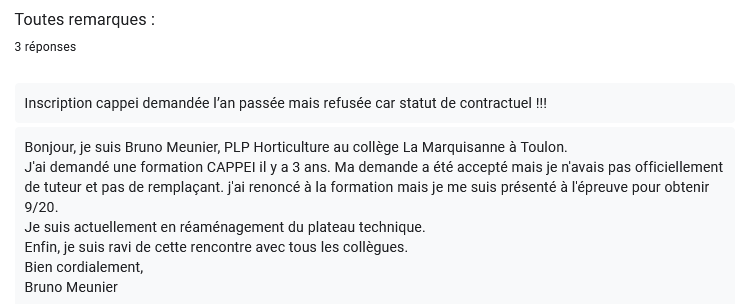 Toutes remarques :
3 réponses
Inscription cappei demandée l’an passée mais refusée car statut de contractuel !!!
Bonjour, je suis Bruno Meunier, PLP Horticulture au collège La Marquisanne à Toulon.
J'ai demandé une formation CAPPEI il y a 3 ans. Ma demande a été accepté mais je n'avais pas officiellement
de tuteur et pas de remplaçant. j'ai renoncé à la formation mais je me suis présenté à l'épreuve pour obtenir
9/20.
Je suis actuellement en réaménagement du plateau technique.
Enfin, je suis ravi de cette rencontre avec tous les collègues.
Bien cordialement,
Bruno Meunier